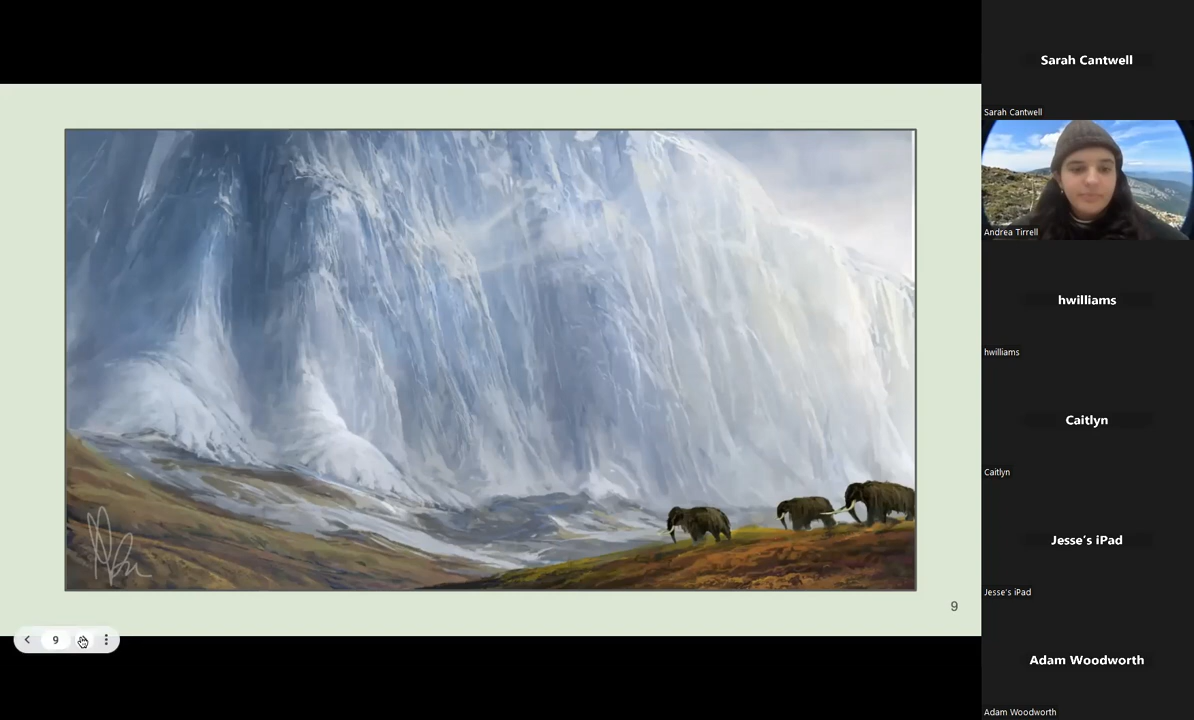 Sarah Cantwell
Sarah Cantwell
Andrea Tirrell
hwilliams
hwilliams
Caitlyn
Caitlyn
Jesse's iPad
Jesse's iPad
Adam Woodworth
Adam Woodworth
9
9